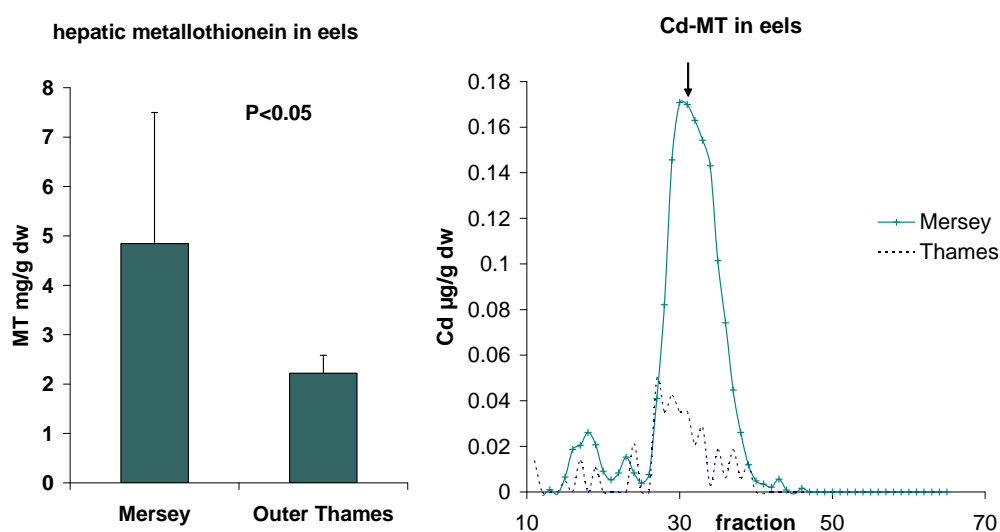 hepatic metallothionein in eels
8
7
6
5
4
3
2
1
0
MT mg/g dw
P<0.05
Mersey
Outer Thames
Cd-MT in eels
0.18
0.16
0.14
0.12
0.1
0.08
0.06
0.04
0.02
0
Cd µg/g dw
10
30
fraction
50
70
Mersey
Thames